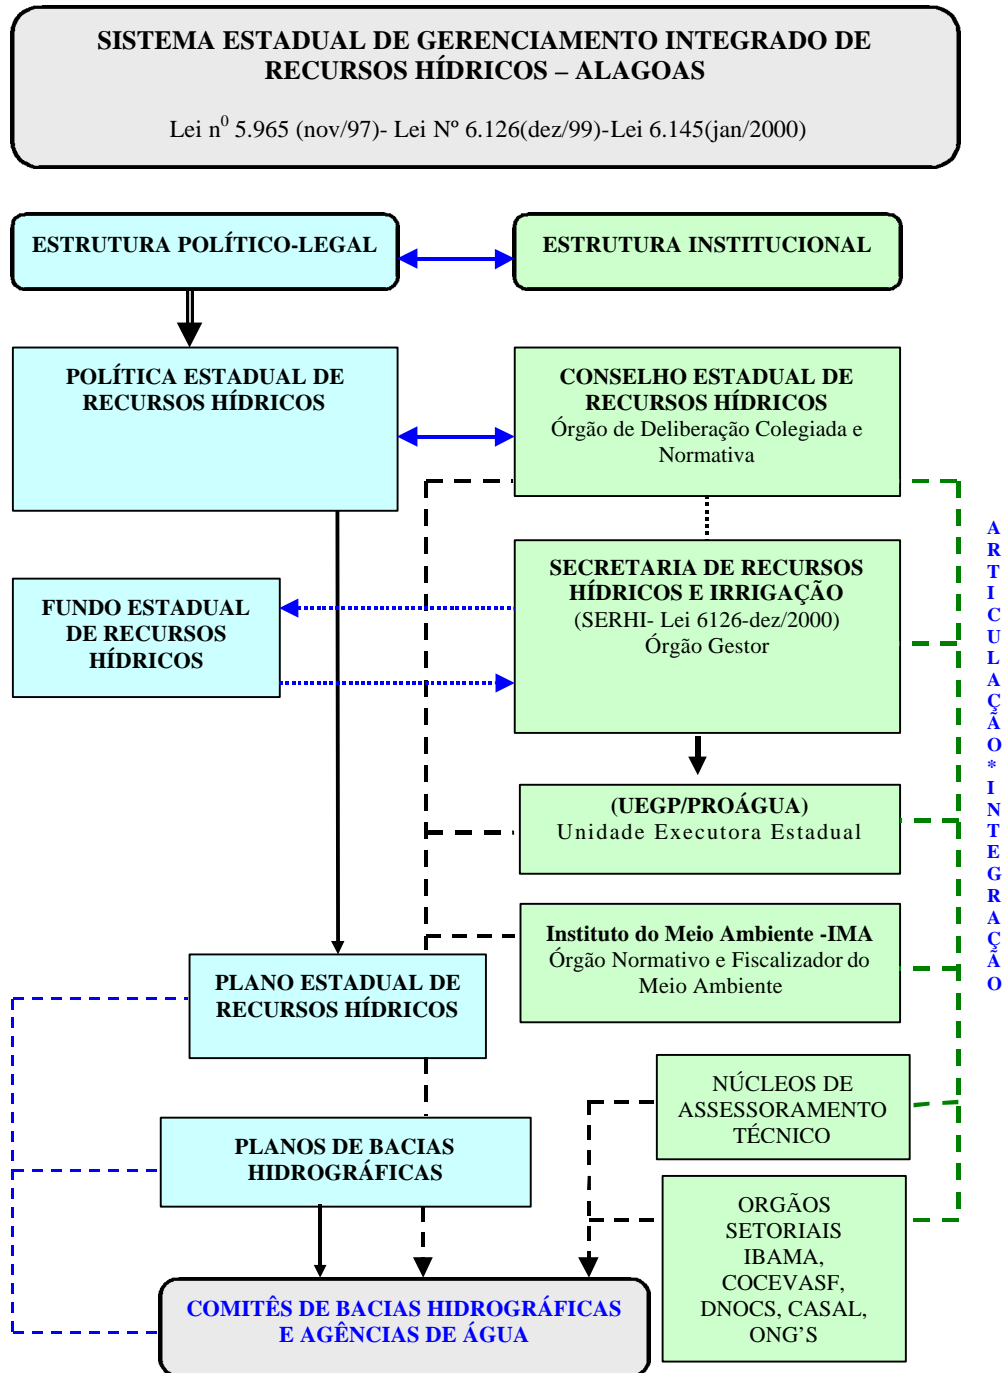 SISTEMA ESTADUAL DE GERENCIAMENTO INTEGRADO DE
RECURSOS HÍDRICOS – ALAGOAS
Lei n⁰ 5.965 (nov/97)- Lei Nº 6.126(dez/99)-Lei 6.145(jan/2000)
ESTRUTURA POLÍTICO-LEGAL
ESTRUTURA INSTITUCIONAL
POLÍTICA ESTADUAL DE
RECURSOS HÍDRICOS
CONSELHO ESTADUAL DE
RECURSOS HÍDRICOS
Órgão de Deliberação Colegiada e
Normativa
FUNDO ESTADUAL
DE RECURSOS
HÍDRICOS
SECRETARIA DE RECURSOS
HÍDRICOS E IRRIGAÇÃO
(SERHI- Lei 6126-dez/2000)
Órgão Gestor
(UEGP/PROÁGUA)
Unidade Executora Estadual
Instituto do Meio Ambiente -IMA
Órgão Normativo e Fiscalizador do
Meio Ambiente
PLANO ESTADUAL DE
RECURSOS HÍDRICOS
NÚCLEOS DE
ASSESSORAMENTO
TÉCNICO
PLANOS DE BACIAS
HIDROGRÁFICAS
ORGÃOS
SETORIAIS
IBAMA,
COCEVASF,
DNOCS, CASAL,
ONG'S
COMITÊS DE BACIAS HIDROGRÁFICAS
E AGÊNCIAS DE ÁGUA
ARTICULAÇÃO*INTEGRAÇÃO